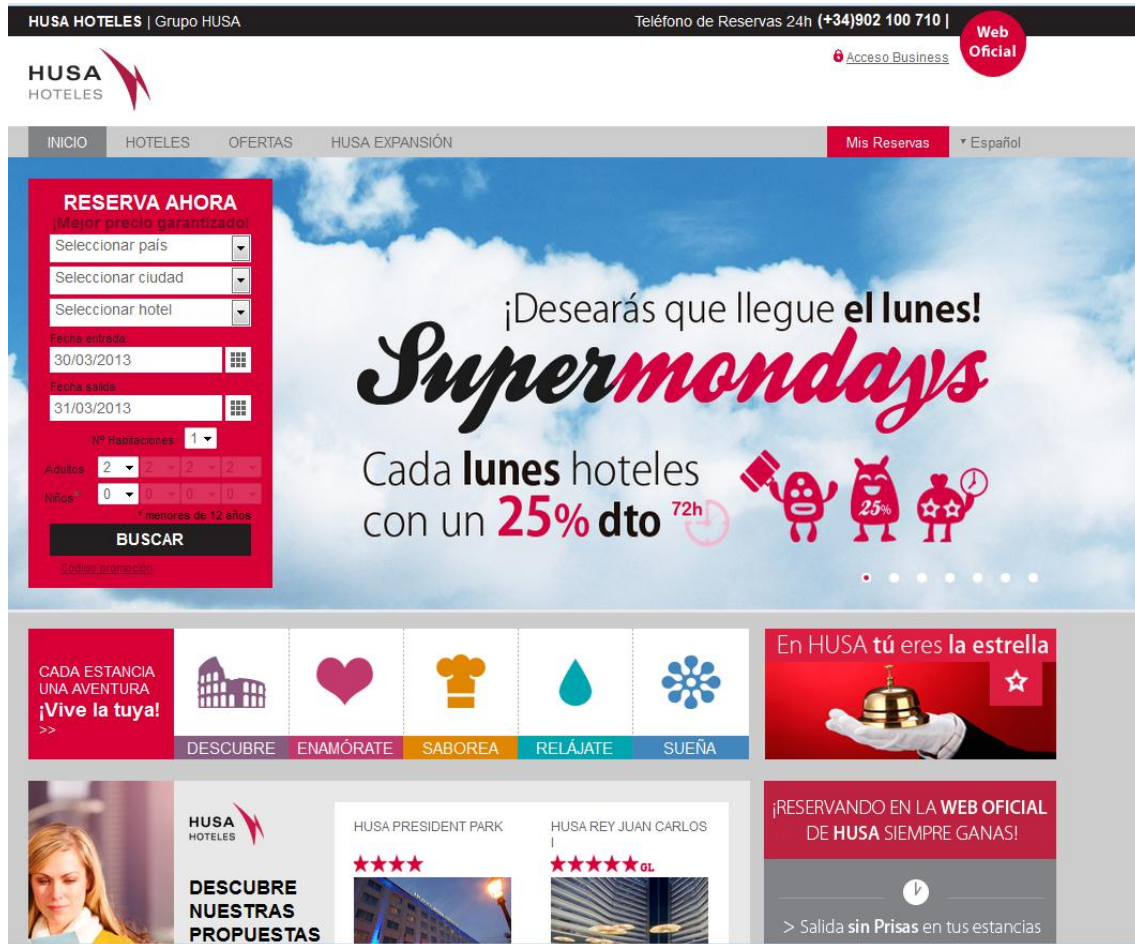 HUSA HOTELES | Grupo HUSA
Teléfono de Reservas 24h (+34)902 100 710 |
Web
Oficial
Acceso Business
HUSA
HOTELES
INICIO HOTELES OFERTAS HUSA EXPANSIÓN Mis Reservas Español
RESERVA AHORA
¡Mejor precio garantizado!
Seleccionar país
Seleccionar ciudad
Seleccionar hotel
Fecha entrada:
30/03/2013
Fecha salida:
31/03/2013
Nº Habitaciones 1
Adultos 2 2 2 2
Niños* 0 0 0 0
* menores de 12 años
BUSCAR
Código promoción
¡Desearás que llegue el lunes!
Supermondays
Cada lunes hoteles
con un 25% dto 72h
25%
CADA ESTANCIA
UNA AVENTURA
¡Vive la tuya!
>>
DESCUBRE ENAMÓRATE SABOREA RELÁJATE SUEÑA
En HUSA tú eres la estrella
HUSA
HOTELES
DESCUBRE
NUESTRAS
PROPUESTAS
HUSA PRESIDENT PARK
HUSA REY JUAN CARLOS
I
GL
¡RESERVANDO EN LA WEB OFICIAL
DE HUSA SIEMPRE GANAS!
> Salida sin Prisas en tus estancias